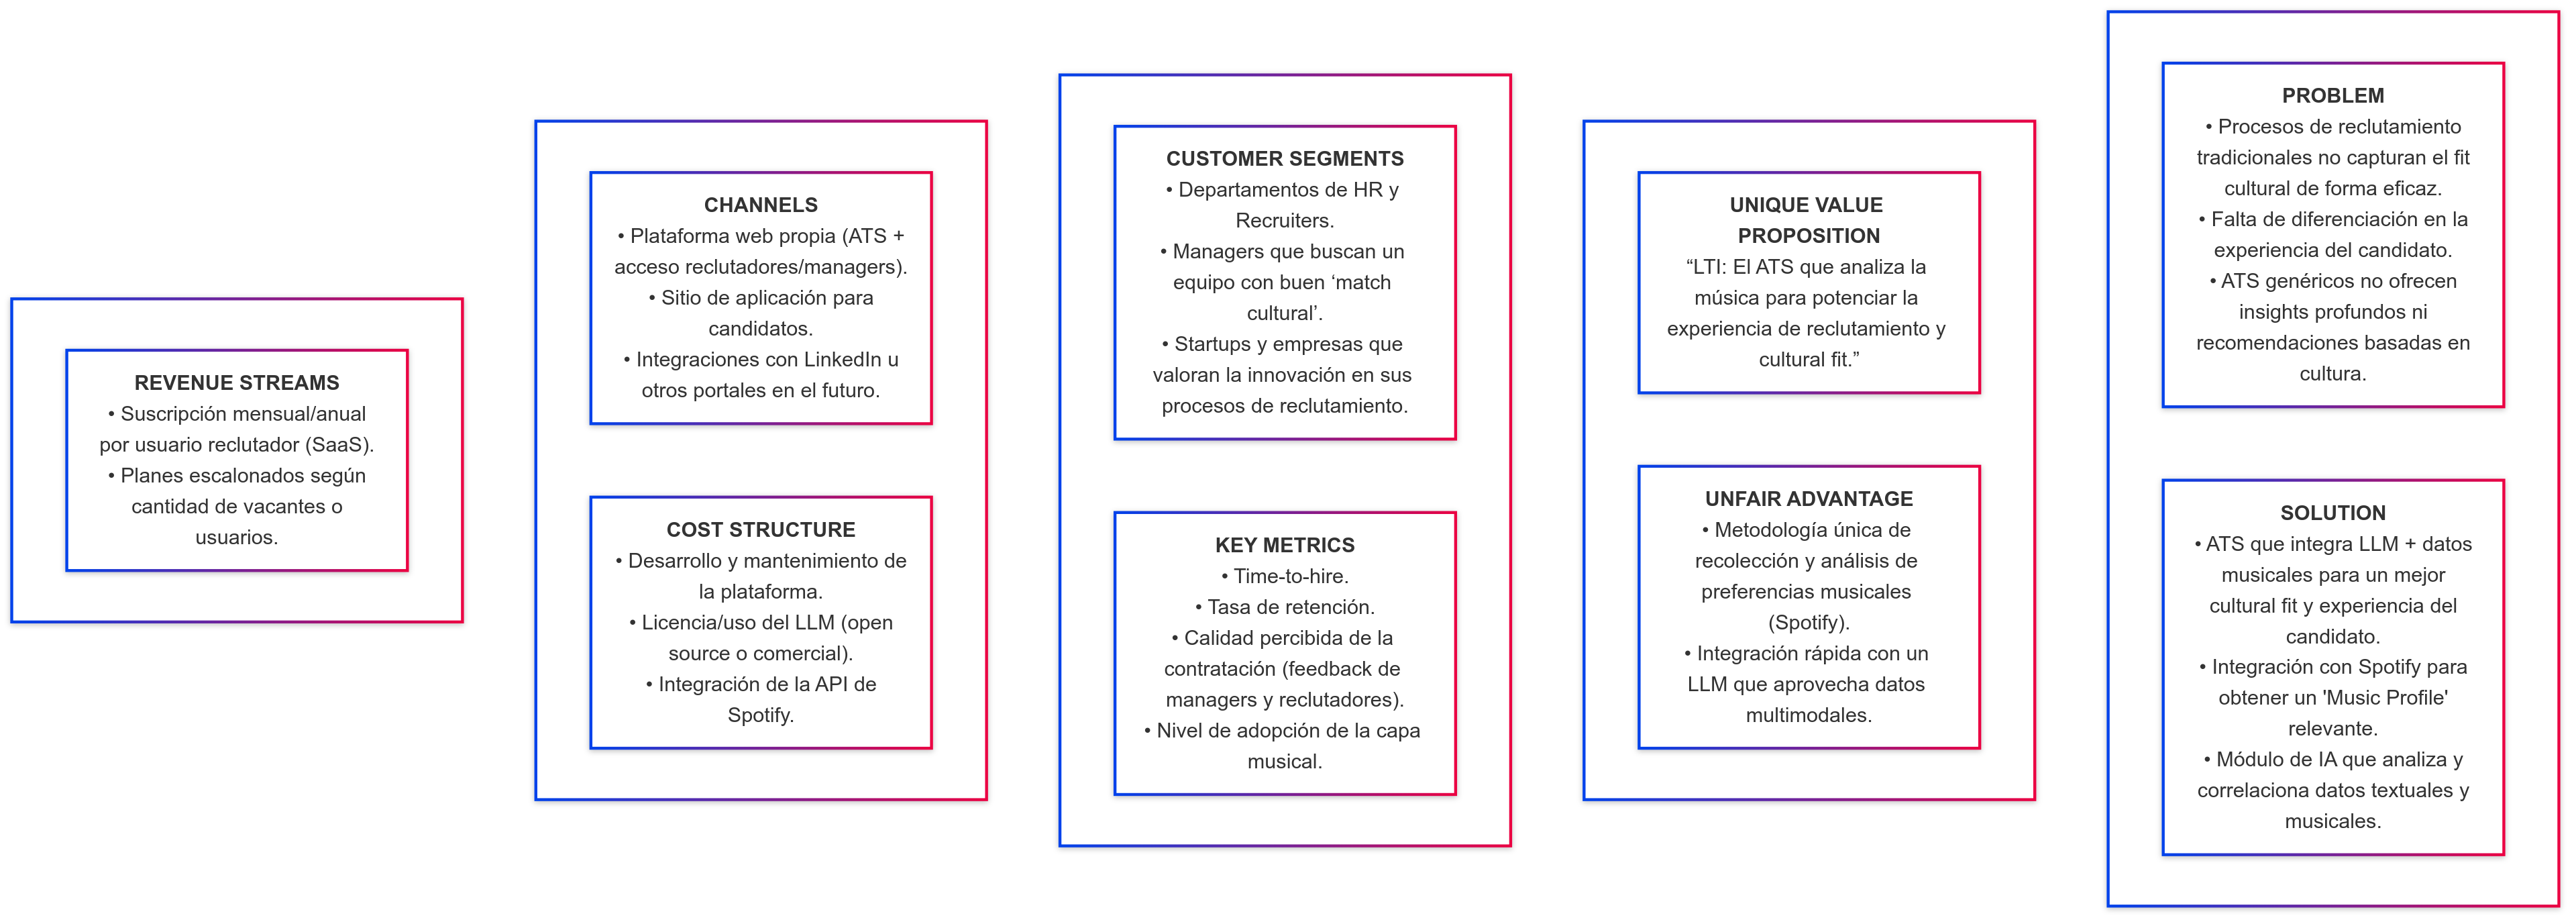 REVENUE STREAMS
• Suscripción mensual/anual
por usuario reclutador (SaaS).
• Planes escalonados según
cantidad de vacantes o
usuarios.
CHANNELS
• Plataforma web propia (ATS +
acceso reclutadores/managers).
• Sitio de aplicación para
candidatos.
• Integraciones con LinkedIn u
otros portales en el futuro.
COST STRUCTURE
• Desarrollo y mantenimiento de
la plataforma.
• Licencia/uso del LLM (open
source o comercial).
• Integración de la API de
Spotify.
CUSTOMER SEGMENTS
• Departamentos de HR y
Recruiters.
• Managers que buscan un
equipo con buen ‘match
cultural’.
• Startups y empresas que
valoran la innovación en sus
procesos de reclutamiento.
KEY METRICS
• Time-to-hire.
• Tasa de retención.
• Calidad percibida de la
contratación (feedback de
managers y reclutadores).
• Nivel de adopción de la capa
musical.
UNIQUE VALUE
PROPOSITION
“LTI: El ATS que analiza la
música para potenciar la
experiencia de reclutamiento y
cultural fit.”
UNFAIR ADVANTAGE
• Metodología única de
recolección y análisis de
preferencias musicales
(Spotify).
• Integración rápida con un
LLM que aprovecha datos
multimodales.
PROBLEM
• Procesos de reclutamiento
tradicionales no capturan el fit
cultural de forma eficaz.
• Falta de diferenciación en la
experiencia del candidato.
• ATS genéricos no ofrecen
insights profundos ni
recomendaciones basadas en
cultura.
SOLUTION
• ATS que integra LLM + datos
musicales para un mejor
cultural fit y experiencia del
candidato.
• Integración con Spotify para
obtener un 'Music Profile'
relevante.
• Módulo de IA que analiza y
correlaciona datos textuales y
musicales.